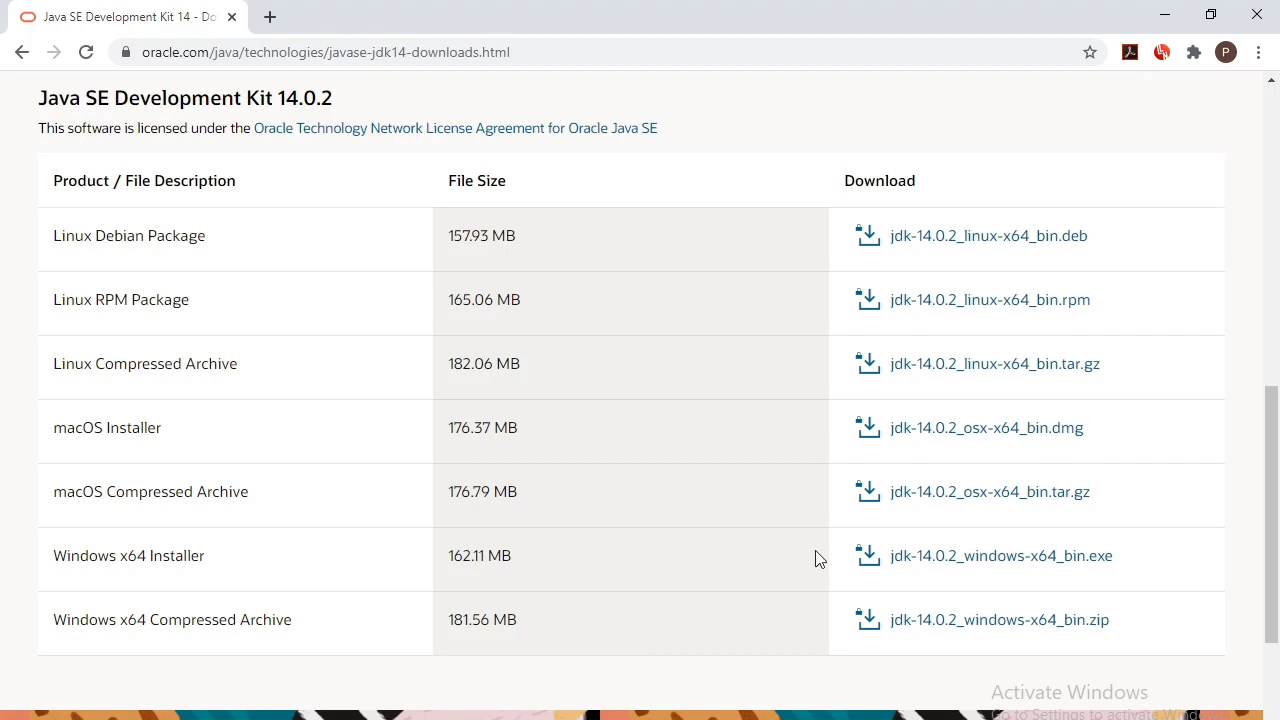 Java SE Development Kit 14 - Do
oracle.com/java/technologies/javase-jdk14-downloads.html
P
Java SE Development Kit 14.0.2
This software is licensed under the Oracle Technology Network License Agreement for Oracle Java SE
Product / File Description File Size Download
Linux Debian Package 157.93 MB jdk-14.0.2_linux-x64_bin.deb
Linux RPM Package 165.06 MB jdk-14.0.2_linux-x64_bin.rpm
Linux Compressed Archive 182.06 MB jdk-14.0.2_linux-x64_bin.tar.gz
macOS Installer 176.37 MB jdk-14.0.2_osx-x64_bin.dmg
macOS Compressed Archive 176.79 MB jdk-14.0.2_osx-x64_bin.tar.gz
Windows x64 Installer 162.11 MB jdk-14.0.2_windows-x64_bin.exe
Windows x64 Compressed Archive 181.56 MB jdk-14.0.2_windows-x64_bin.zip
Activate Windows
Go to Settings to activate Windows